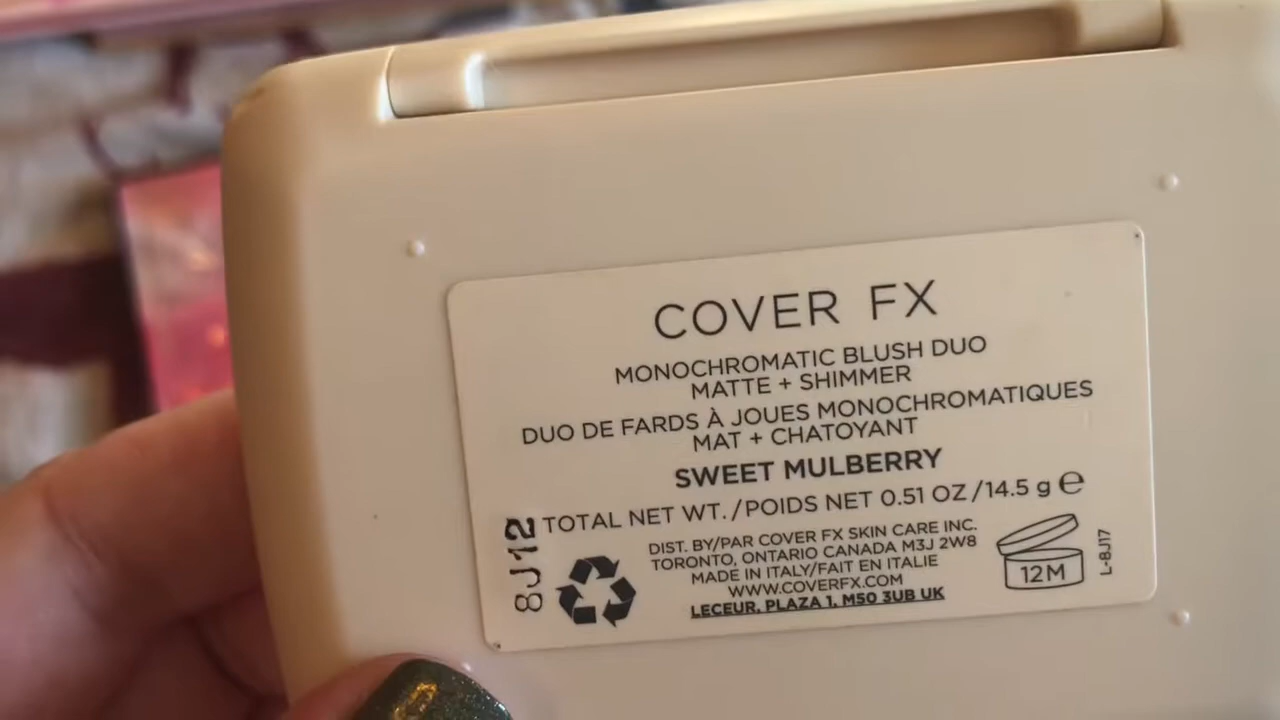 COVER FX
MONOCHROMATIC BLUSH DUO
MATTE + SHIMMER
DUO DE FARDS À JOUES MONOCHROMATIQUES
MAT + CHATOYANT
SWEET MULBERRY
TOTAL NET WT./POIDS NET 0.51 OZ/14.5 g e
8J12
DIST. BY/PAR COVER FX SKIN CARE INC.
TORONTO, ONTARIO CANADA M3J 2W8
MADE IN ITALY/FAIT EN ITALIE
WWW.COVERFX.COM
LECEUR, PLAZA 1, M50 3UB UK
12M
L-8J17